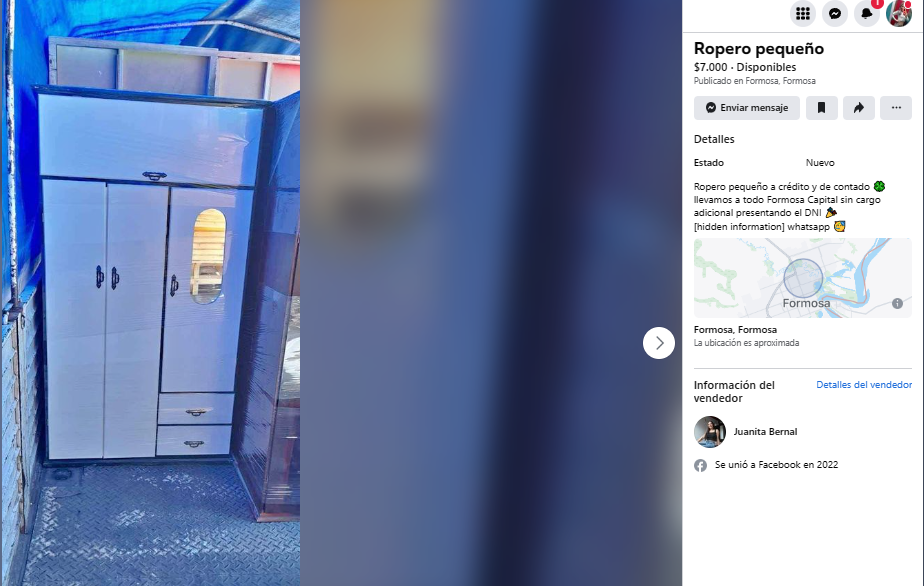 1
Ropero pequeño
$7.000 · Disponibles
Publicado en Formosa, Formosa
Enviar mensaje
Detalles
Estado Nuevo
Ropero pequeño a crédito y de contado 🍀
llevamos a todo Formosa Capital sin cargo
adicional presentando el DNI 🎉
[hidden information] whatsapp 🥳
Formosa
Formosa, Formosa
La ubicación es aproximada
Información del vendedor
Detalles del vendedor
Juanita Bernal
Se unió a Facebook en 2022